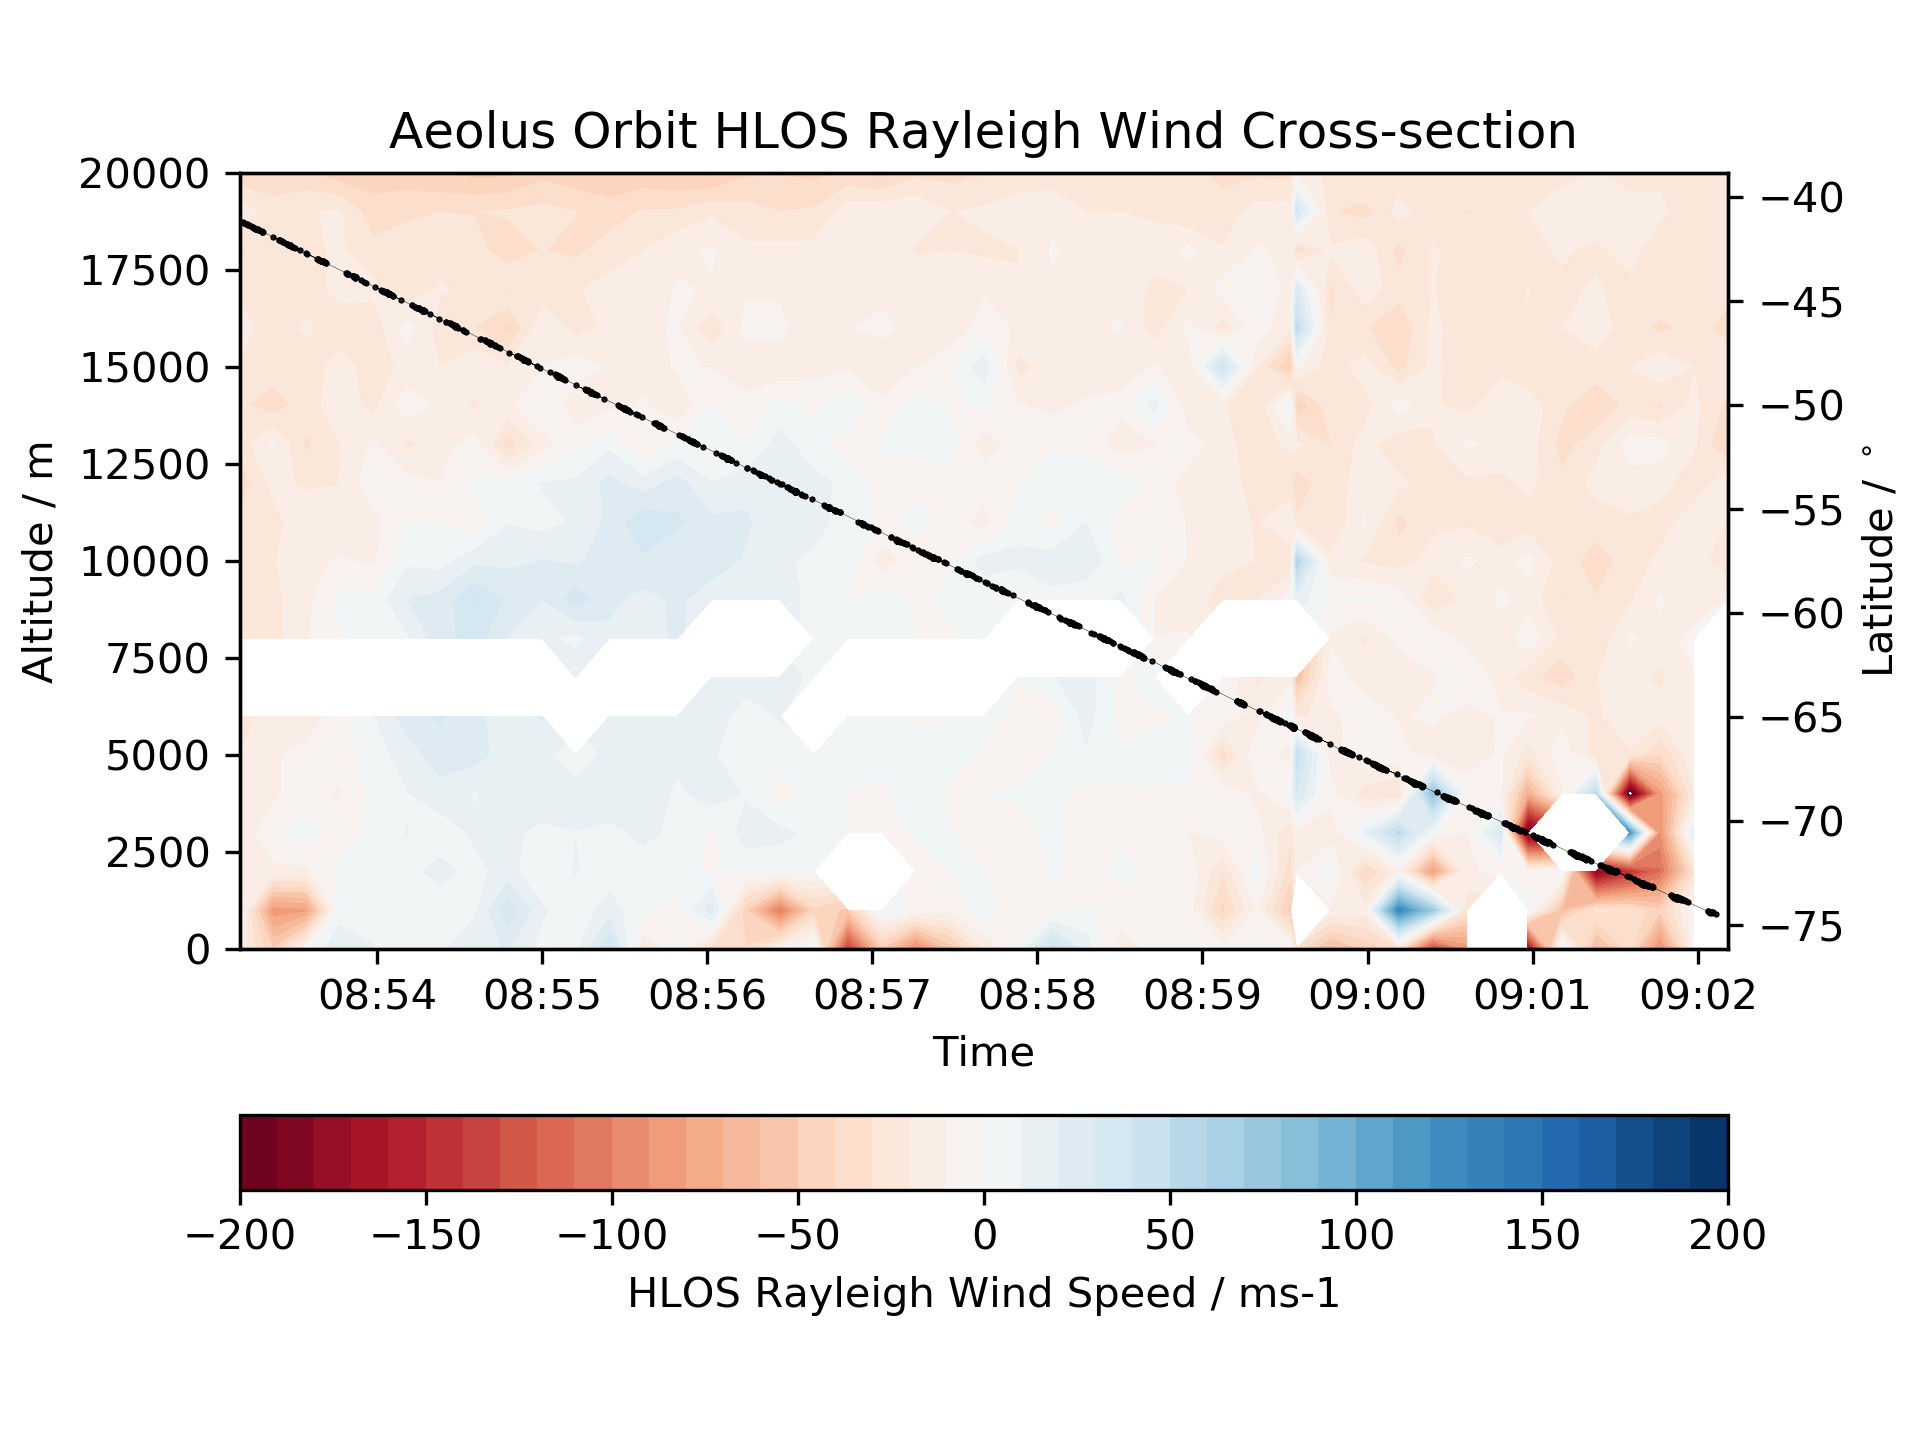 Aeolus Orbit HLOS Rayleigh Wind Cross-section
20000
17500
15000
12500
10000
7500
5000
2500
0
Altitude / m
−40
−45
−50
−55
−60
−65
−70
−75
Latitude / °
08:54 08:55 08:56 08:57 08:58 08:59 09:00 09:01 09:02
Time
−200 −150 −100 −50 0 50 100 150 200
HLOS Rayleigh Wind Speed / ms-1